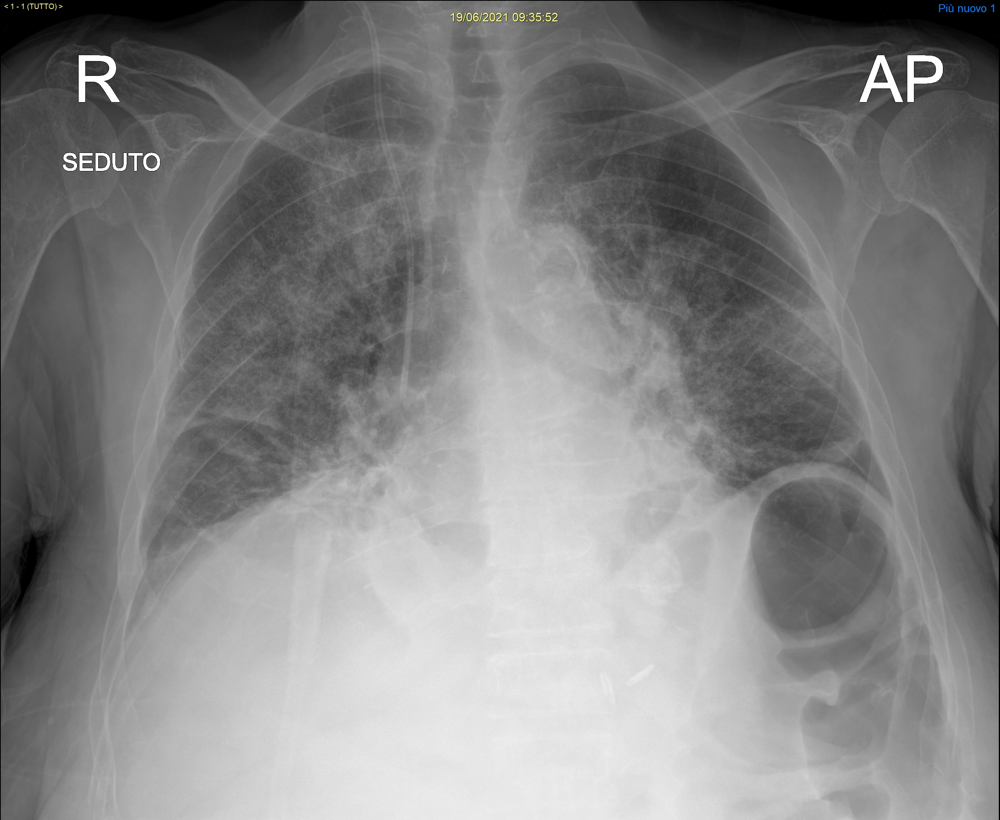 < 1 - 1 (TUTTO) >
Più nuovo 1
19/06/2021 09:35:52
R
AP
SEDUTO